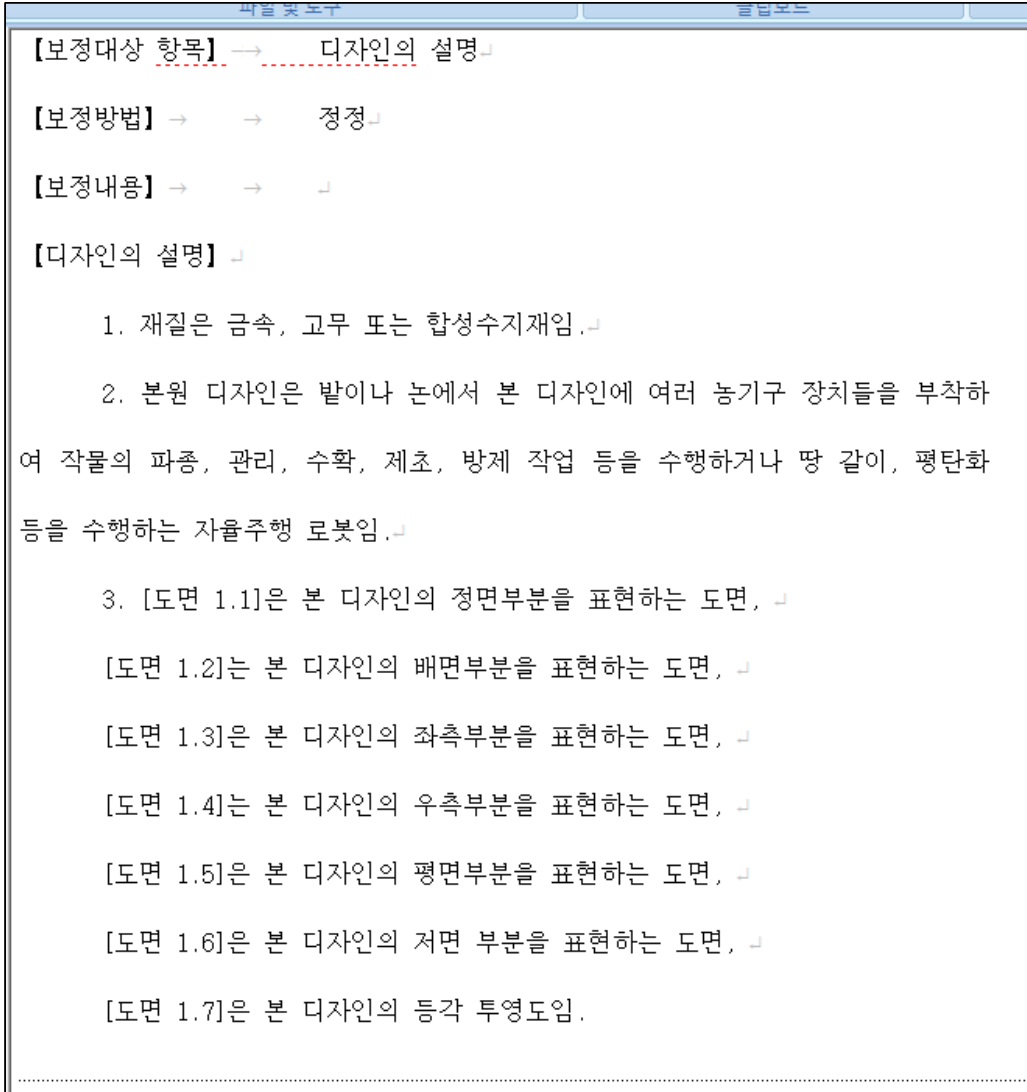 파일 및 도구 클립보드
【보정대상 항목】 디자인의 설명
【보정방법】 정정
【보정내용】
【디자인의 설명】
1. 재질은 금속, 고무 또는 합성수지재임.
2. 본원 디자인은 밭이나 논에서 본 디자인에 여러 농기구 장치들을 부착하
여 작물의 파종, 관리, 수확, 제초, 방제 작업 등을 수행하거나 땅 갈이, 평탄화
등을 수행하는 자율주행 로봇임.
3. [도면 1.1]은 본 디자인의 정면부분을 표현하는 도면,
[도면 1.2]는 본 디자인의 배면부분을 표현하는 도면,
[도면 1.3]은 본 디자인의 좌측부분을 표현하는 도면,
[도면 1.4]는 본 디자인의 우측부분을 표현하는 도면,
[도면 1.5]은 본 디자인의 평면부분을 표현하는 도면,
[도면 1.6]은 본 디자인의 저면 부분을 표현하는 도면,
[도면 1.7]은 본 디자인의 등각 투영도임.